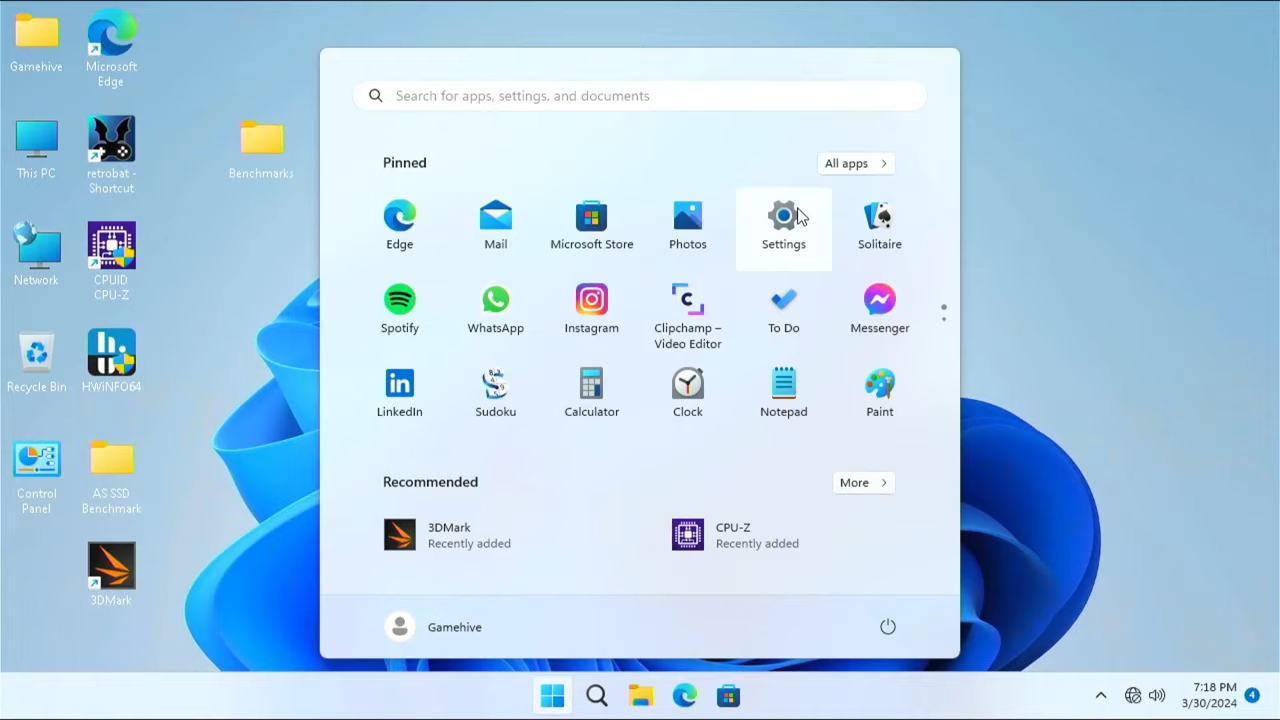 Gamehive
Microsoft
Edge
This PC
retrobat -
Shortcut
Benchmarks
Network
CPUID
CPU-Z
Recycle Bin
HWiNFO64
Control
Panel
AS SSD
Benchmark
3DMark
Search for apps, settings, and documents
Pinned
All apps
Edge
Mail
Microsoft Store
Photos
Settings
Solitaire
Spotify
WhatsApp
Instagram
Clipchamp –
Video Editor
To Do
Messenger
LinkedIn
Sudoku
Calculator
Clock
Notepad
Paint
Recommended
More
3DMark
Recently added
CPU-Z
Recently added
Gamehive
7:18 PM
3/30/2024
4